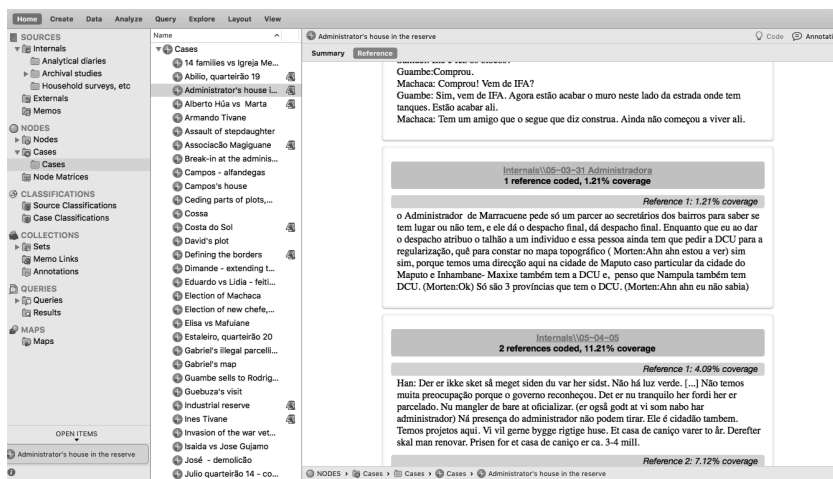 Home Create Data Analyze Query Explore Layout View
SOURCES
Internals
Analytical diaries
Archival studies
Household surveys, etc
Externals
Memos
NODES
Nodes
Cases
Cases
Node Matrices
CLASSIFICATIONS
Source Classifications
Case Classifications
COLLECTIONS
Sets
Memo Links
Annotations
QUERIES
Queries
Results
MAPS
Maps
OPEN ITEMS
Administrator's house in the reserve
Name
Cases
14 families vs Igreja Me...
Abilio, quarteirão 19
Administrator's house i...
Alberto Húa vs Marta
Armando Tivane
Assault of stepdaughter
Associacão Magiguane
Break-in at the adminis...
Campos - alfandegas
Campos's house
Ceding parts of plots,...
Cossa
Costa do Sol
David's plot
Defining the borders
Dimande - extending t...
Eduardo vs Lidia - feiti...
Election of Machaca
Election of new chefe,...
Elisa vs Mafuiane
Estaleiro, quarteirão 20
Gabriel's illegal parcelli...
Gabriel's map
Guambe sells to Rodrig...
Guebuza's visit
Industrial reserve
Ines Tivane
Invasion of the war vet...
Isaida vs Jose Gujamo
José - demolicão
Julio quarteirão 14 - co...
Administrator's house in the reserve
Code Annotati
Summary Reference
Guambe:Comprou.
Machaca: Comprou! Vem de IFA?
Guambe: Sim, vem de IFA. Agora estão acabar o muro neste lado da estrada onde tem
tanques. Estão acabar ali.
Machaca: Tem um amigo que o segue que diz construa. Ainda não começou a viver ali.
Internals\\05-03-31 Administradora
1 reference coded, 1.21% coverage
Reference 1: 1.21% coverage
o Administrador de Marracuene pede só um parcer ao secretários dos bairros para saber se
tem lugar ou não tem, e ele dá o despacho final, dá despacho final. Enquanto que eu ao dar
o despacho atribuo o talhão a um individuo e essa pessoa ainda tem que pedir a DCU para a
regularização, quê para constar no mapa topográfico ( Morten:Ahn ahn estou a ver) sim
sim, porque temos uma direcção aqui na cidade de Maputo caso particular da cidade do
Maputo e Inhambane- Maxixe também tem a DCU e, penso que Nampula também tem
DCU. (Morten:Ok) Só são 3 províncias que tem o DCU. (Morten:Ahn ahn eu não sabia)
Internals\\05-04-05
2 references coded, 11.21% coverage
Reference 1: 4.09% coverage
Han: Der er ikke sket så meget siden du var her sidst. Não há luz verde. [...] Não temos
muita preocupação porque o governo reconheçou. Det er nu tranquilo her fordi her er
parcelado. Nu mangler de bare at oficializar. (er også godt at vi som nabo har
administrador) Ná presença do administrador não podem tirar. Ele é cidadão tambem.
Temos projectos aqui. Vi vil gerne bygge rigtige huse. Et casa de caniço varer to år. Derefter
skal man renovar. Prisen for et casa de caniço er ca. 3-4 mill.
Reference 2: 7.12% coverage
NODES › Cases › Cases › Cases › Administrator's house in the reserve